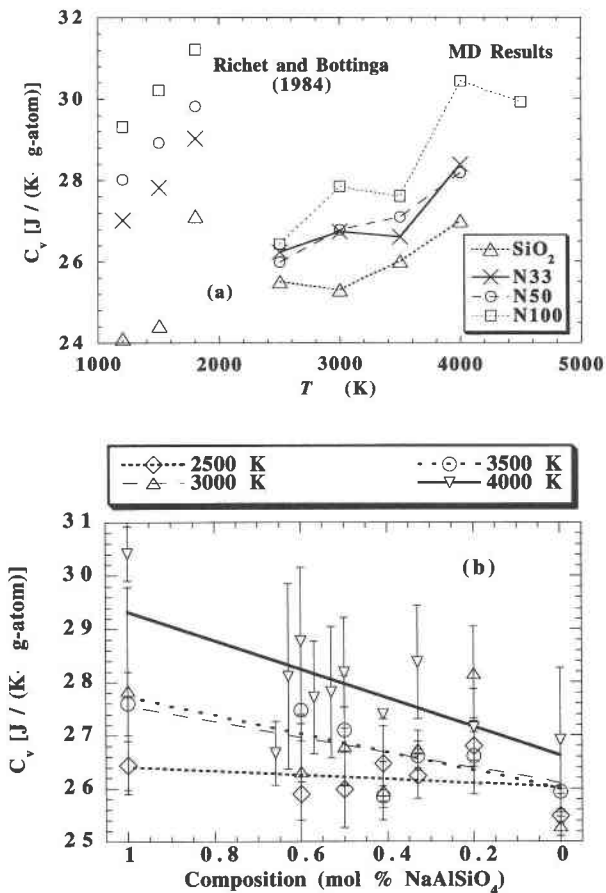 32
30
28
26
24
C_v [J / (K· g-atom)]
Richet and Bottinga
(1984)
MD Results
(a)
SiO₂
N33
N50
N100
1000 2000 3000 4000 5000
T (K)
2500 K
3000 K
3500 K
4000 K
31
30
29
28
27
26
25
C_v [J / (K· g-atom)]
(b)
1 0.8 0.6 0.4 0.2 0
Composition (mol % NaAlSiO₄)